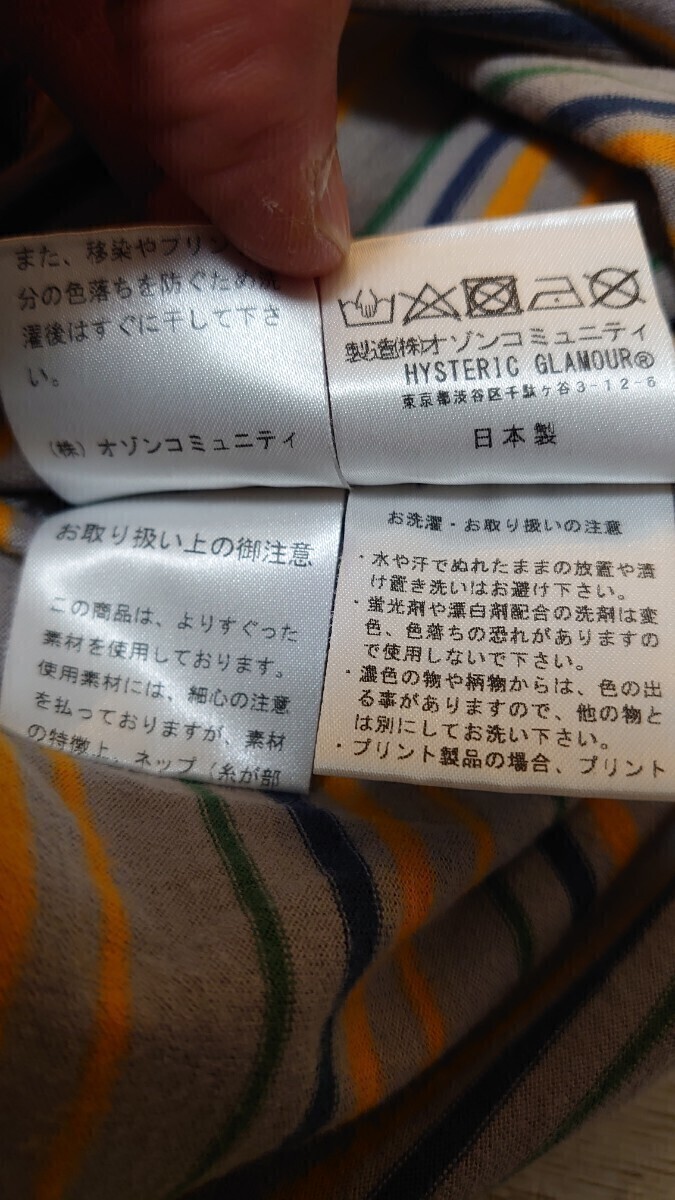 また、移染やプリン
分の色落ちを防ぐため洗
濯後はすぐに干して下さ
い。
(株) オゾンコミュニティ
製造(株)オゾンコミュニティ
HYSTERIC GLAMOUR®
東京都渋谷区千駄ヶ谷3-12-6
日本製
お取り扱い上の御注意
この商品は、よりすぐった
素材を使用しております。
使用素材には、細心の注意
を払っておりますが、素材
の特徴上、ネップ(糸が部
お洗濯・お取り扱いの注意
・水や汗でぬれたままの放置や漬
け置き洗いはお避け下さい。
・蛍光剤や漂白剤配合の洗剤は変
色、色落ちの恐れがありますの
で使用しないで下さい。
・濃色の物や柄物からは、色の出
る事がありますので、他の物と
は別にしてお洗い下さい。
・プリント製品の場合、プリント